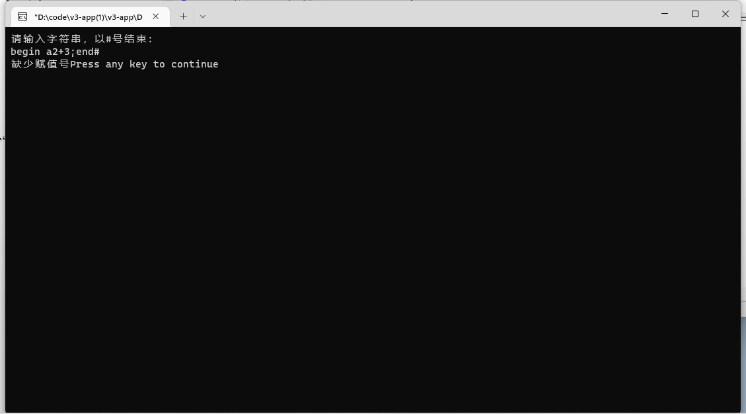 "D:\code\v3-app(1)\v3-app\D
请输入字符串，以#号结束：
begin a2+3;end#
缺少赋值号Press any key to continue